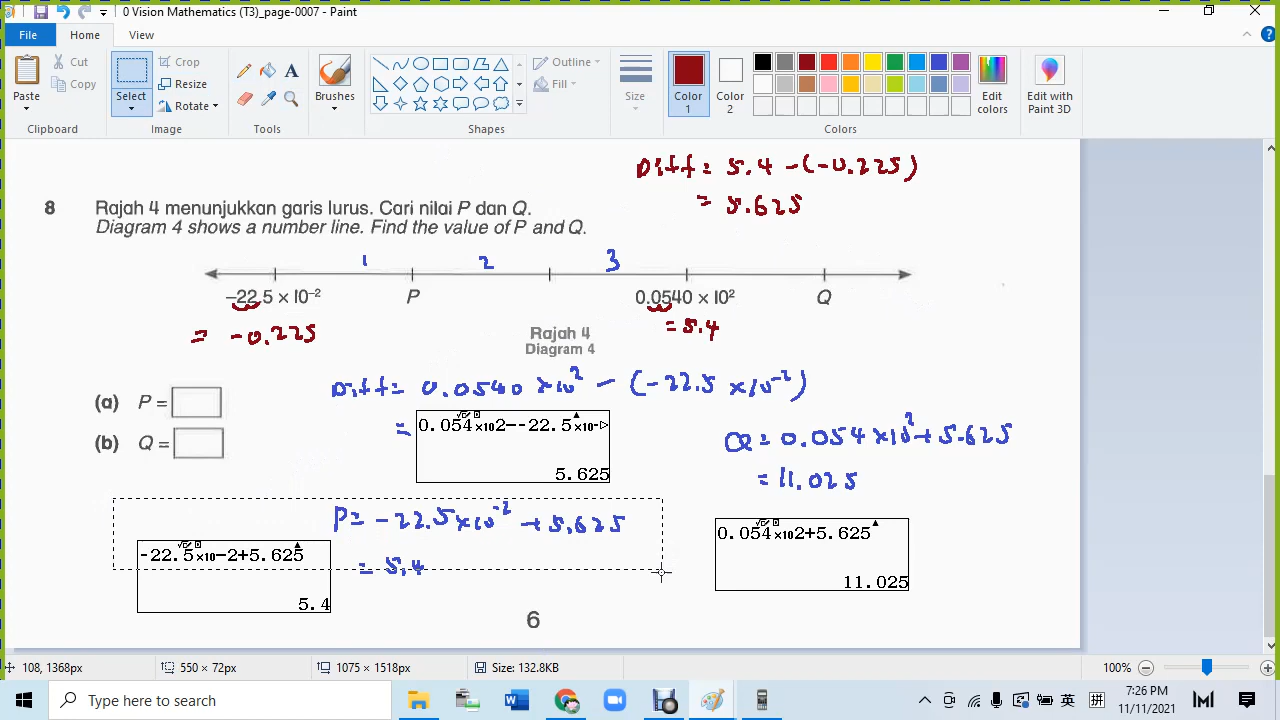 0 Vision Mathematics (T3)_page-0007 - Paint
File
Home
View
Paste
Cut
Copy
Clipboard
Select
Crop
Resize
Rotate
Image
Tools
Brushes
Shapes
Outline
Fill
Size
Color
1
Color
2
Colors
Edit
colors
Edit with
Paint 3D
Diff = 5.4 - (-0.225)
= 5.625
8 Rajah 4 menunjukkan garis lurus. Cari nilai P dan Q.
Diagram 4 shows a number line. Find the value of P and Q.
1 2 3
−22.5 × 10⁻² P 0.0540 × 10² Q
= -0.225
= 5.4
Rajah 4
Diagram 4
(a) P =
(b) Q =
Diff = 0.0540 × 10² - (-22.5 × 10⁻²)
=
0.054×102−-22.5×10-
5.625
Q = 0.054 × 10² + 5.625
= 11.025
P = -22.5 × 10⁻² + 5.625
= 5.4
-22.5×10−2+5.625
5.4
0.054×102+5.625
11.025
6
108, 1368px
550 × 72px
1075 × 1518px
Size: 132.8KB
100%
Type here to search
英
拼
7:26 PM
11/11/2021